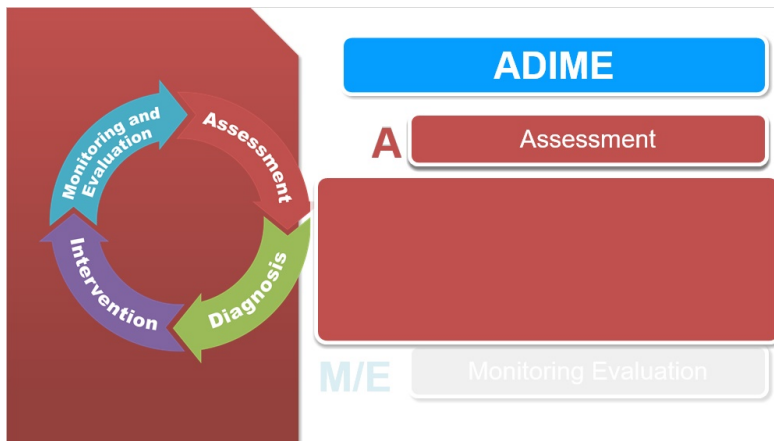 ADIME
A Assessment
M/E Monitoring Evaluation
Monitoring and
Evaluation
Assessment
Diagnosis
Intervention